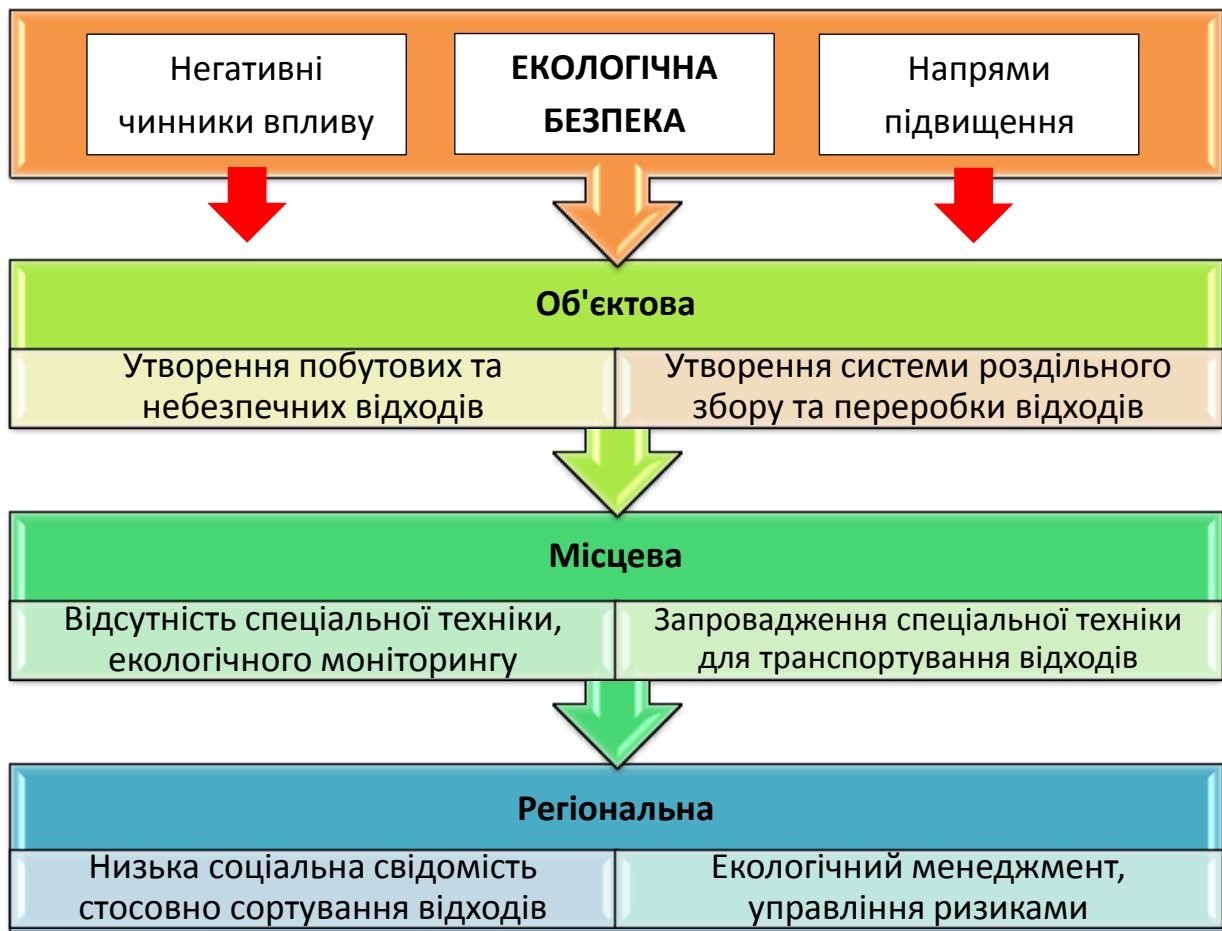 Негативні
чинники впливу
ЕКОЛОГІЧНА
БЕЗПЕКА
Напрями
підвищення
Об'єктова
Утворення побутових та
небезпечних відходів
Утворення системи роздільного
збору та переробки відходів
Місцева
Відсутність спеціальної техніки,
екологічного моніторингу
Запровадження спеціальної техніки
для транспортування відходів
Регіональна
Низька соціальна свідомість
стосовно сортування відходів
Екологічний менеджмент,
управління ризиками